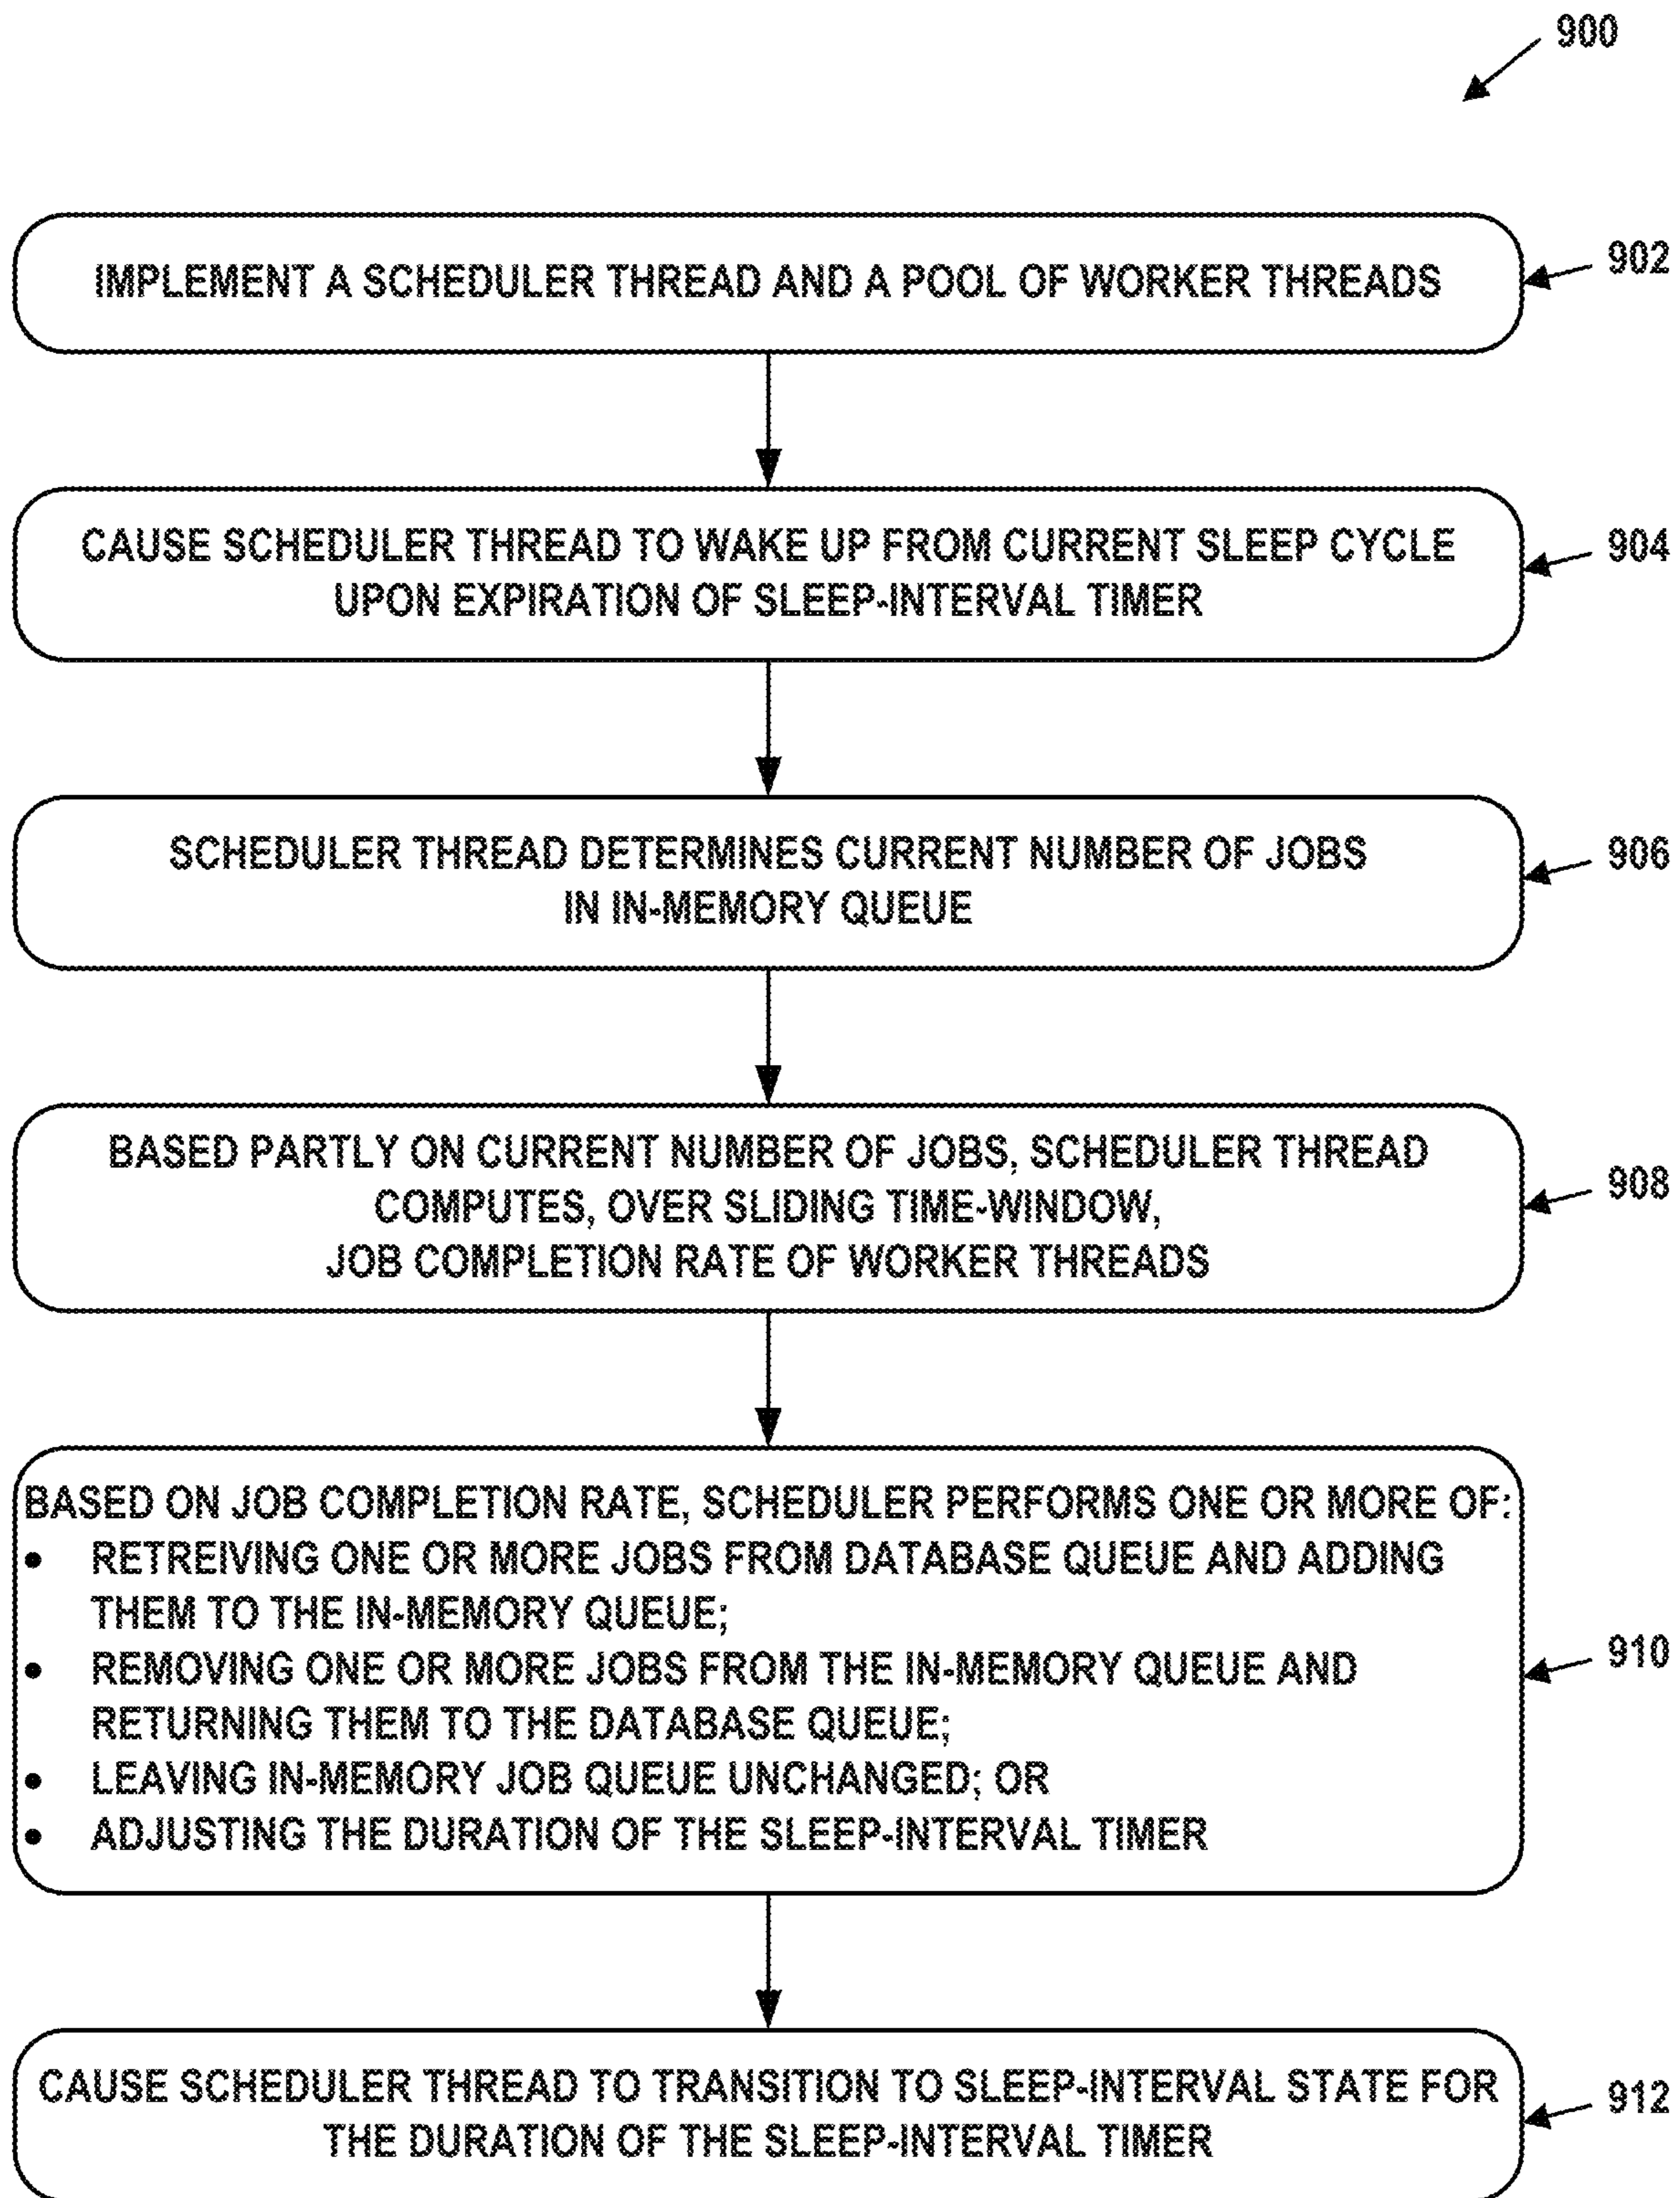 900
IMPLEMENT A SCHEDULER THREAD AND A POOL OF WORKER THREADS
902
CAUSE SCHEDULER THREAD TO WAKE UP FROM CURRENT SLEEP CYCLE
UPON EXPIRATION OF SLEEP-INTERVAL TIMER
904
SCHEDULER THREAD DETERMINES CURRENT NUMBER OF JOBS
IN IN-MEMORY QUEUE
906
BASED PARTLY ON CURRENT NUMBER OF JOBS, SCHEDULER THREAD
COMPUTES, OVER SLIDING TIME-WINDOW,
JOB COMPLETION RATE OF WORKER THREADS
908
BASED ON JOB COMPLETION RATE, SCHEDULER PERFORMS ONE OR MORE OF:
• RETREIVING ONE OR MORE JOBS FROM DATABASE QUEUE AND ADDING
THEM TO THE IN-MEMORY QUEUE;
• REMOVING ONE OR MORE JOBS FROM THE IN-MEMORY QUEUE AND
RETURNING THEM TO THE DATABASE QUEUE;
• LEAVING IN-MEMORY JOB QUEUE UNCHANGED; OR
• ADJUSTING THE DURATION OF THE SLEEP-INTERVAL TIMER
910
CAUSE SCHEDULER THREAD TO TRANSITION TO SLEEP-INTERVAL STATE FOR
THE DURATION OF THE SLEEP-INTERVAL TIMER
912